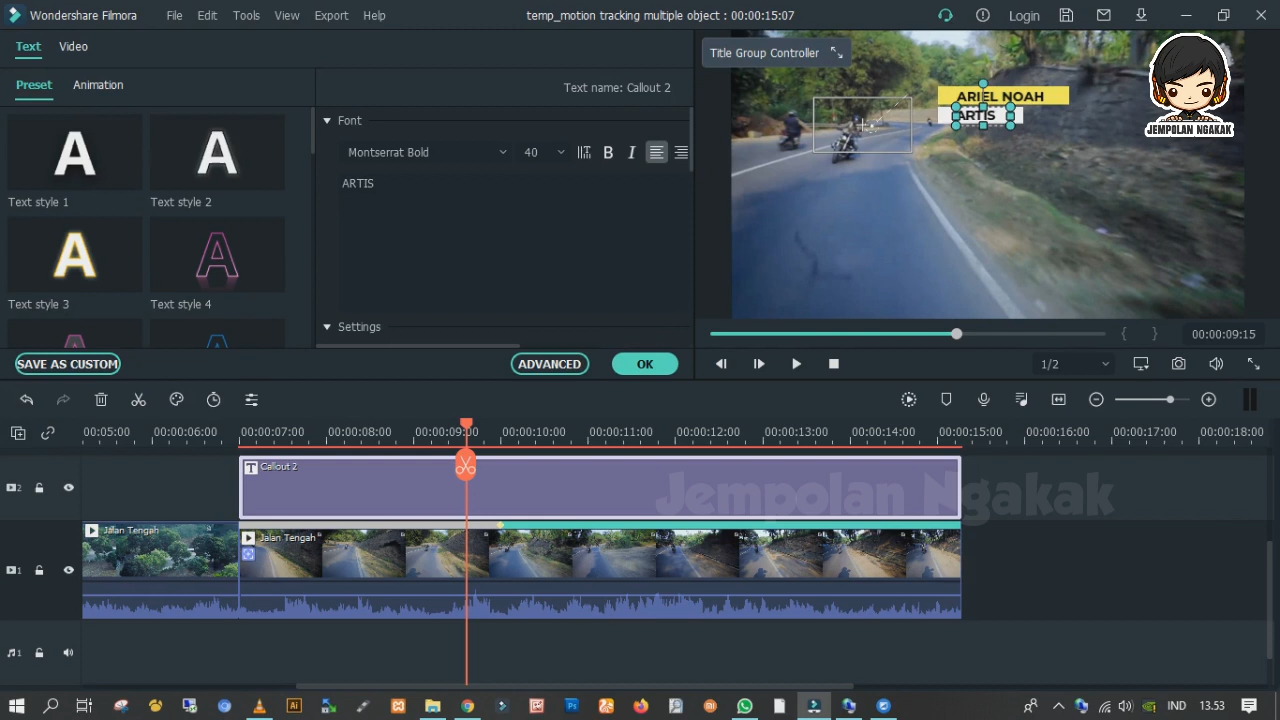 Wondershare Filmora
File
Edit
Tools
View
Export
Help
temp_motion tracking multiple object : 00:00:15:07
Login
Text
Video
Preset
Animation
Text name: Callout 2
Title Group Controller
ARIEL NOAH
ARTIS
JEMPOLAN NGAKAK
A
A
Text style 1
Text style 2
A
A
Text style 3
Text style 4
Font
Montserrat Bold
40
B
I
ARTIS
Settings
SAVE AS CUSTOM
ADVANCED
OK
00:00:09:15
1/2
00:05:00
00:00:06:00
00:00:07:00
00:00:08:00
00:00:09:00
00:00:10:00
00:00:11:00
00:00:12:00
00:00:13:00
00:00:14:00
00:00:15:00
00:00:16:00
00:00:17:00
00:00:18:00
2
T
Callout 2
Jempolan Ngakak
1
Jalan Tengah
Jalan Tengah
1
Ai
Ps
IND
13.53